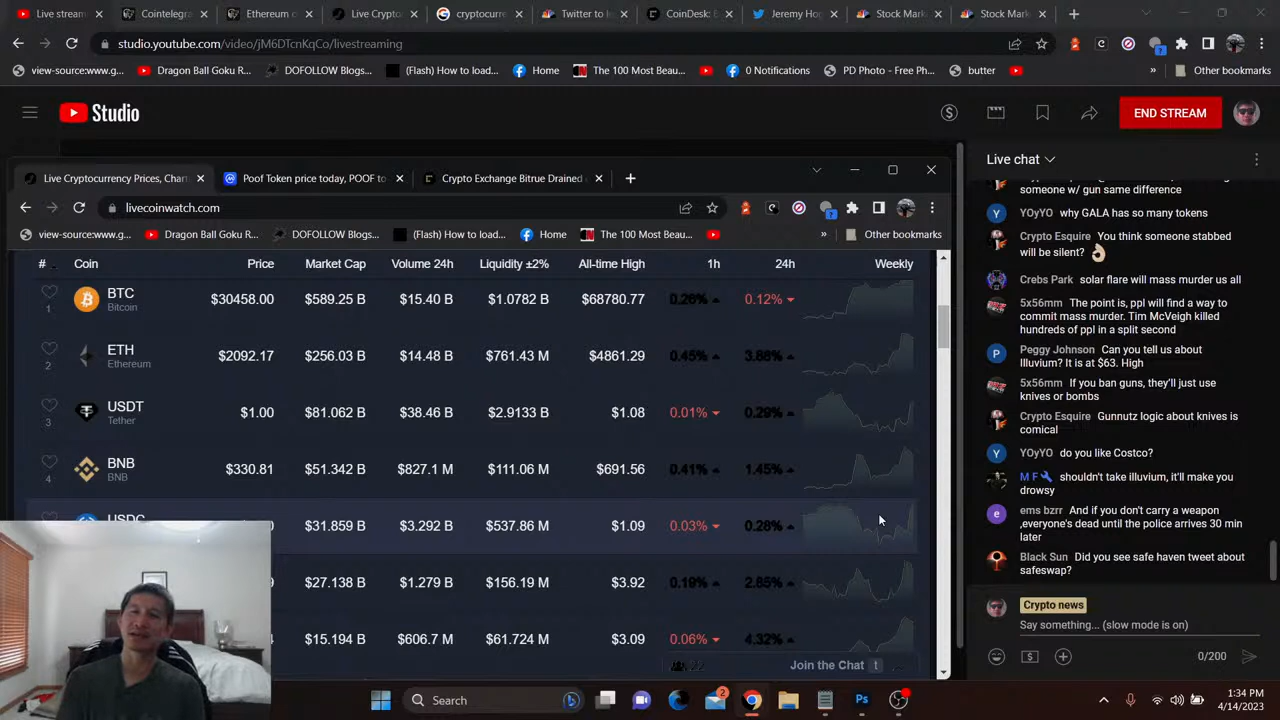 Live stream
Cointelegr
Ethereum c
Live Crypto
cryptocurre
Twitter to l
CoinDesk: B
Jeremy Hog
Stock Mark
Stock Mark
studio.youtube.com/video/jM6DTcnKqCo/livestreaming
view-source:www.g...
Dragon Ball Goku R...
DOFOLLOW Blogs...
(Flash) How to load...
Home
The 100 Most Beau...
0 Notifications
PD Photo - Free Ph...
butter
»
Other bookmarks
Studio
END STREAM
Live Cryptocurrency Prices, Char
Poof Token price today, POOF to
Crypto Exchange Bitrue Drained
livecoinwatch.com
view-source:www.g...
Dragon Ball Goku R...
DOFOLLOW Blogs...
(Flash) How to load...
Home
The 100 Most Beau...
»
Other bookmarks
# Coin Price Market Cap Volume 24h Liquidity ±2% All-time High 1h 24h Weekly
1 BTC $30458.00 $589.25 B $15.40 B $1.0782 B $68780.77 0.26% 0.12%
Bitcoin
2 ETH $2092.17 $256.03 B $14.48 B $761.43 M $4861.29 0.45% 3.88%
Ethereum
3 USDT $1.00 $81.062 B $38.46 B $2.9133 B $1.08 0.01% 0.29%
Tether
4 BNB $330.81 $51.342 B $827.1 M $111.06 M $691.56 0.41% 1.45%
BNB
USDC $31.859 B $3.292 B $537.86 M $1.09 0.03% 0.28%
$27.138 B $1.279 B $156.19 M $3.92 0.19% 2.85%
$15.194 B $606.7 M $61.724 M $3.09 0.06% 4.32%
Join the Chat t
Live chat
someone w/ gun same difference
Y YOyYO why GALA has so many tokens
Crypto Esquire You think someone stabbed
will be silent?
Crebs Park solar flare will mass murder us all
5x56mm The point is, ppl will find a way to
commit mass murder. Tim McVeigh killed
hundreds of ppl in a split second
P Peggy Johnson Can you tell us about
Illuvium? It is at $63. High
5x56mm If you ban guns, they'll just use
knives or bombs
Crypto Esquire Gunnutz logic about knives is
comical
Y YOyYO do you like Costco?
M F shouldn't take illuvium, it'll make you
drowsy
e ems bzrr And if you don't carry a weapon
,everyone's dead until the police arrives 30 min
later
Black Sun Did you see safe haven tweet about
safeswap?
Crypto news
Say something... (slow mode is on)
0/200
Search
2
Ps
1:34 PM
4/14/2023